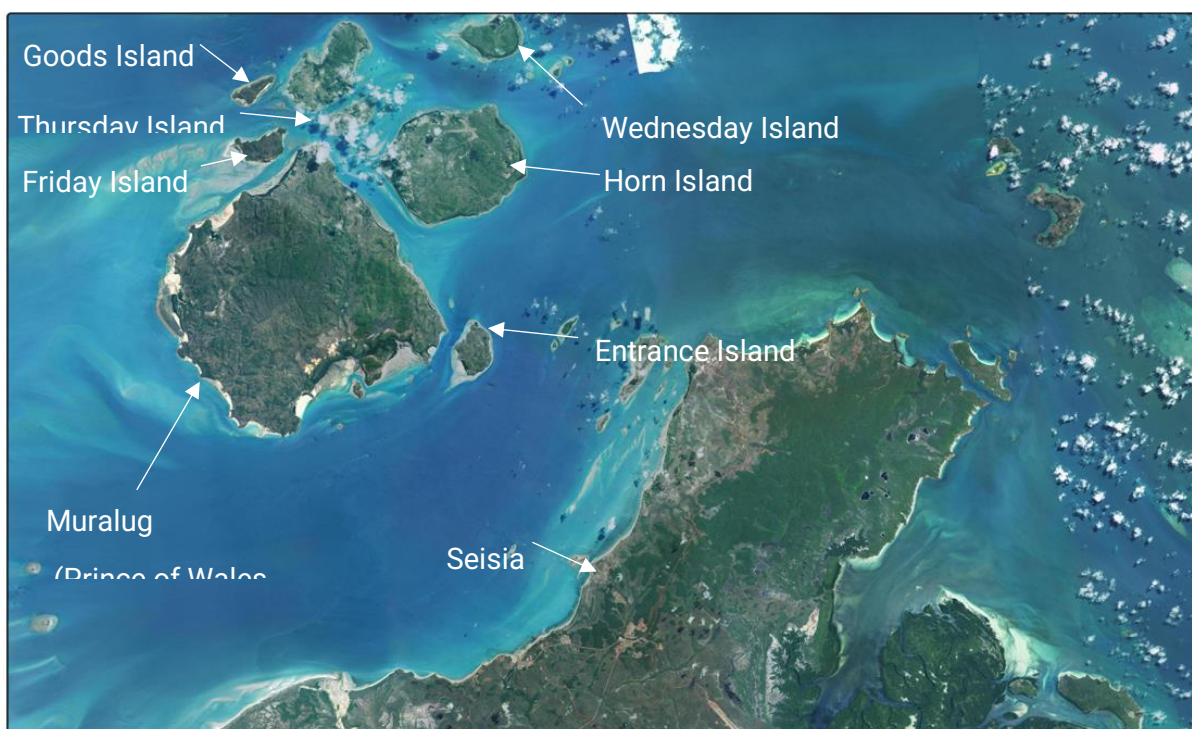 Goods Island
Thursday Island
Wednesday Island
Friday Island
Horn Island
Entrance Island
Muralug
(Prince of Wales
Seisia